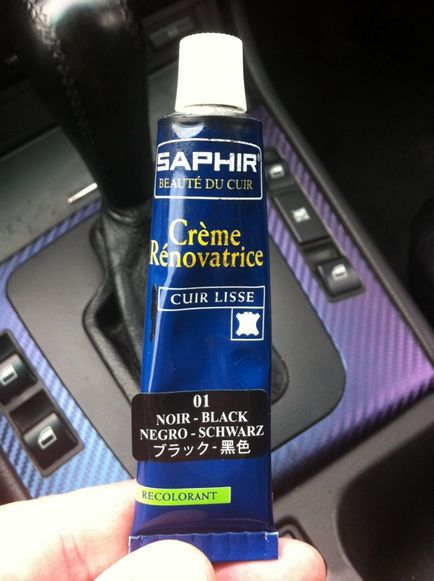 SAPHIR®
BEAUTÉ DU CUIR
Crème
Rénovatrice
CUIR LISSE
01
NOIR - BLACK
NEGRO - SCHWARZ
ブラック - 黑色
RECOLORANT